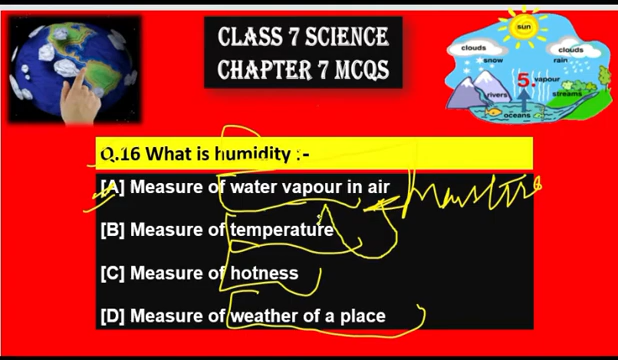 CLASS 7 SCIENCE
CHAPTER 7 MCQS
sun
clouds
clouds
snow
rain
5.
vapour
rivers
streams
oceans
Q.16 What is humidity :-
[A] Measure of water vapour in air
[B] Measure of temperature
[C] Measure of hotness
[D] Measure of weather of a place